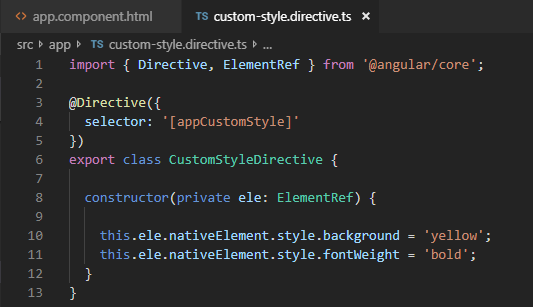 <> app.component.html TS custom-style.directive.ts ×
src > app > TS custom-style.directive.ts > ...
1 import { Directive, ElementRef } from '@angular/core';
2
3 @Directive({
4   selector: '[appCustomStyle]'
5 })
6 export class CustomStyleDirective {
7
8   constructor(private ele: ElementRef) {
9
10     this.ele.nativeElement.style.background = 'yellow';
11     this.ele.nativeElement.style.fontWeight = 'bold';
12   }
13 }